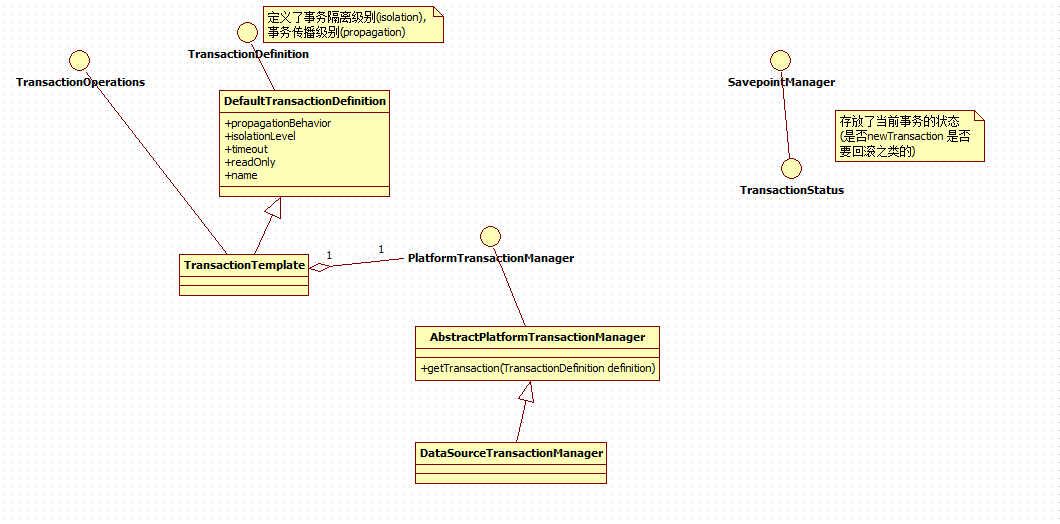 定义了事务隔离级别(isolation),
事务传播级别(propagation)
TransactionDefinition
TransactionOperations
DefaultTransactionDefinition
+propagationBehavior
+isolationLevel
+timeout
+readOnly
+name
TransactionTemplate
1
1
PlatformTransactionManager
AbstractPlatformTransactionManager
+getTransaction(TransactionDefinition definition)
DataSourceTransactionManager
SavepointManager
存放了当前事务的状态
(是否newTransaction 是否
要回滚之类的)
TransactionStatus